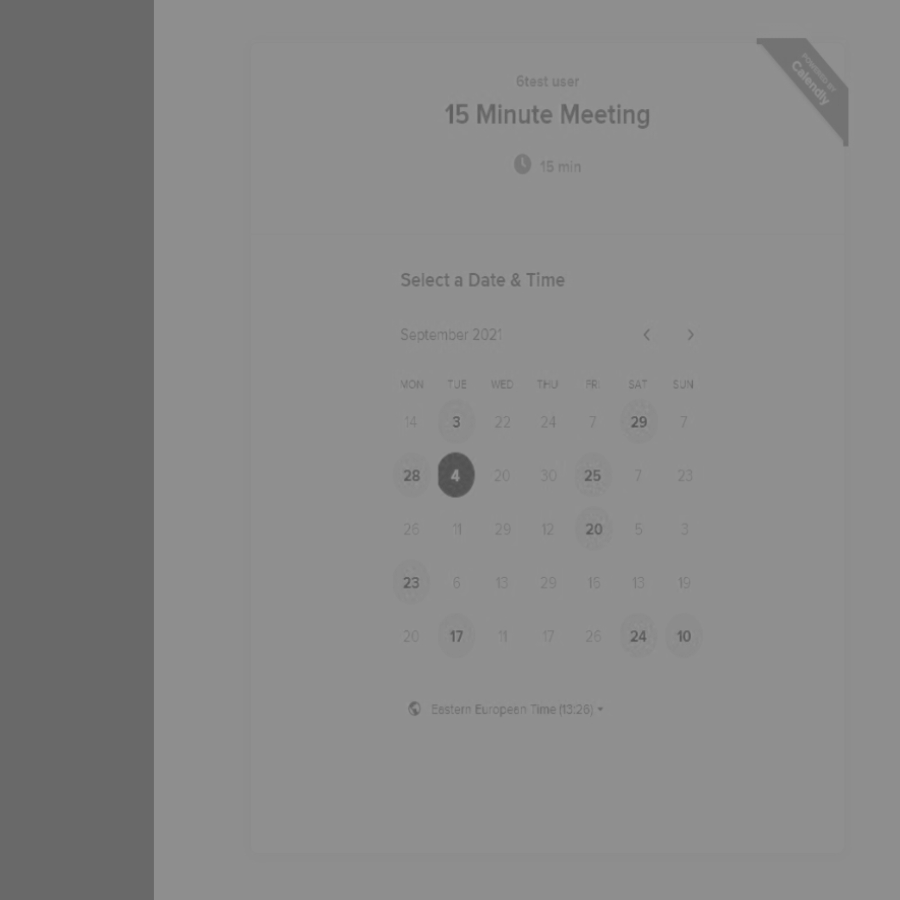 POWERED BY
Calendly
6test user
15 Minute Meeting
15 min
Select a Date & Time
September 2021
MON TUE WED THU FRI SAT SUN
14 3 22 24 7 29 7
28 4 20 30 25 7 23
26 11 29 12 20 5 3
23 6 13 29 15 13 19
20 17 11 17 26 24 10
Eastern European Time (13:26)